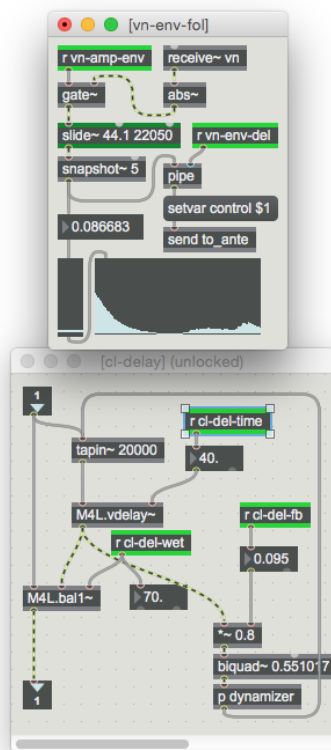 [vn-env-fol]
r vn-amp-env
receive~ vn
gate~
abs~
slide~ 44.1 22050
r vn-env-del
snapshot~ 5
pipe
setvar control $1
0.086683
send to_ante
[cl-delay] (unlocked)
1
r cl-del-time
tapin~ 20000
40.
M4L.vdelay~
r cl-del-fb
r cl-del-wet
0.095
M4L.bal1~
70.
*~ 0.8
biquad~ 0.551017
1
p dynamizer